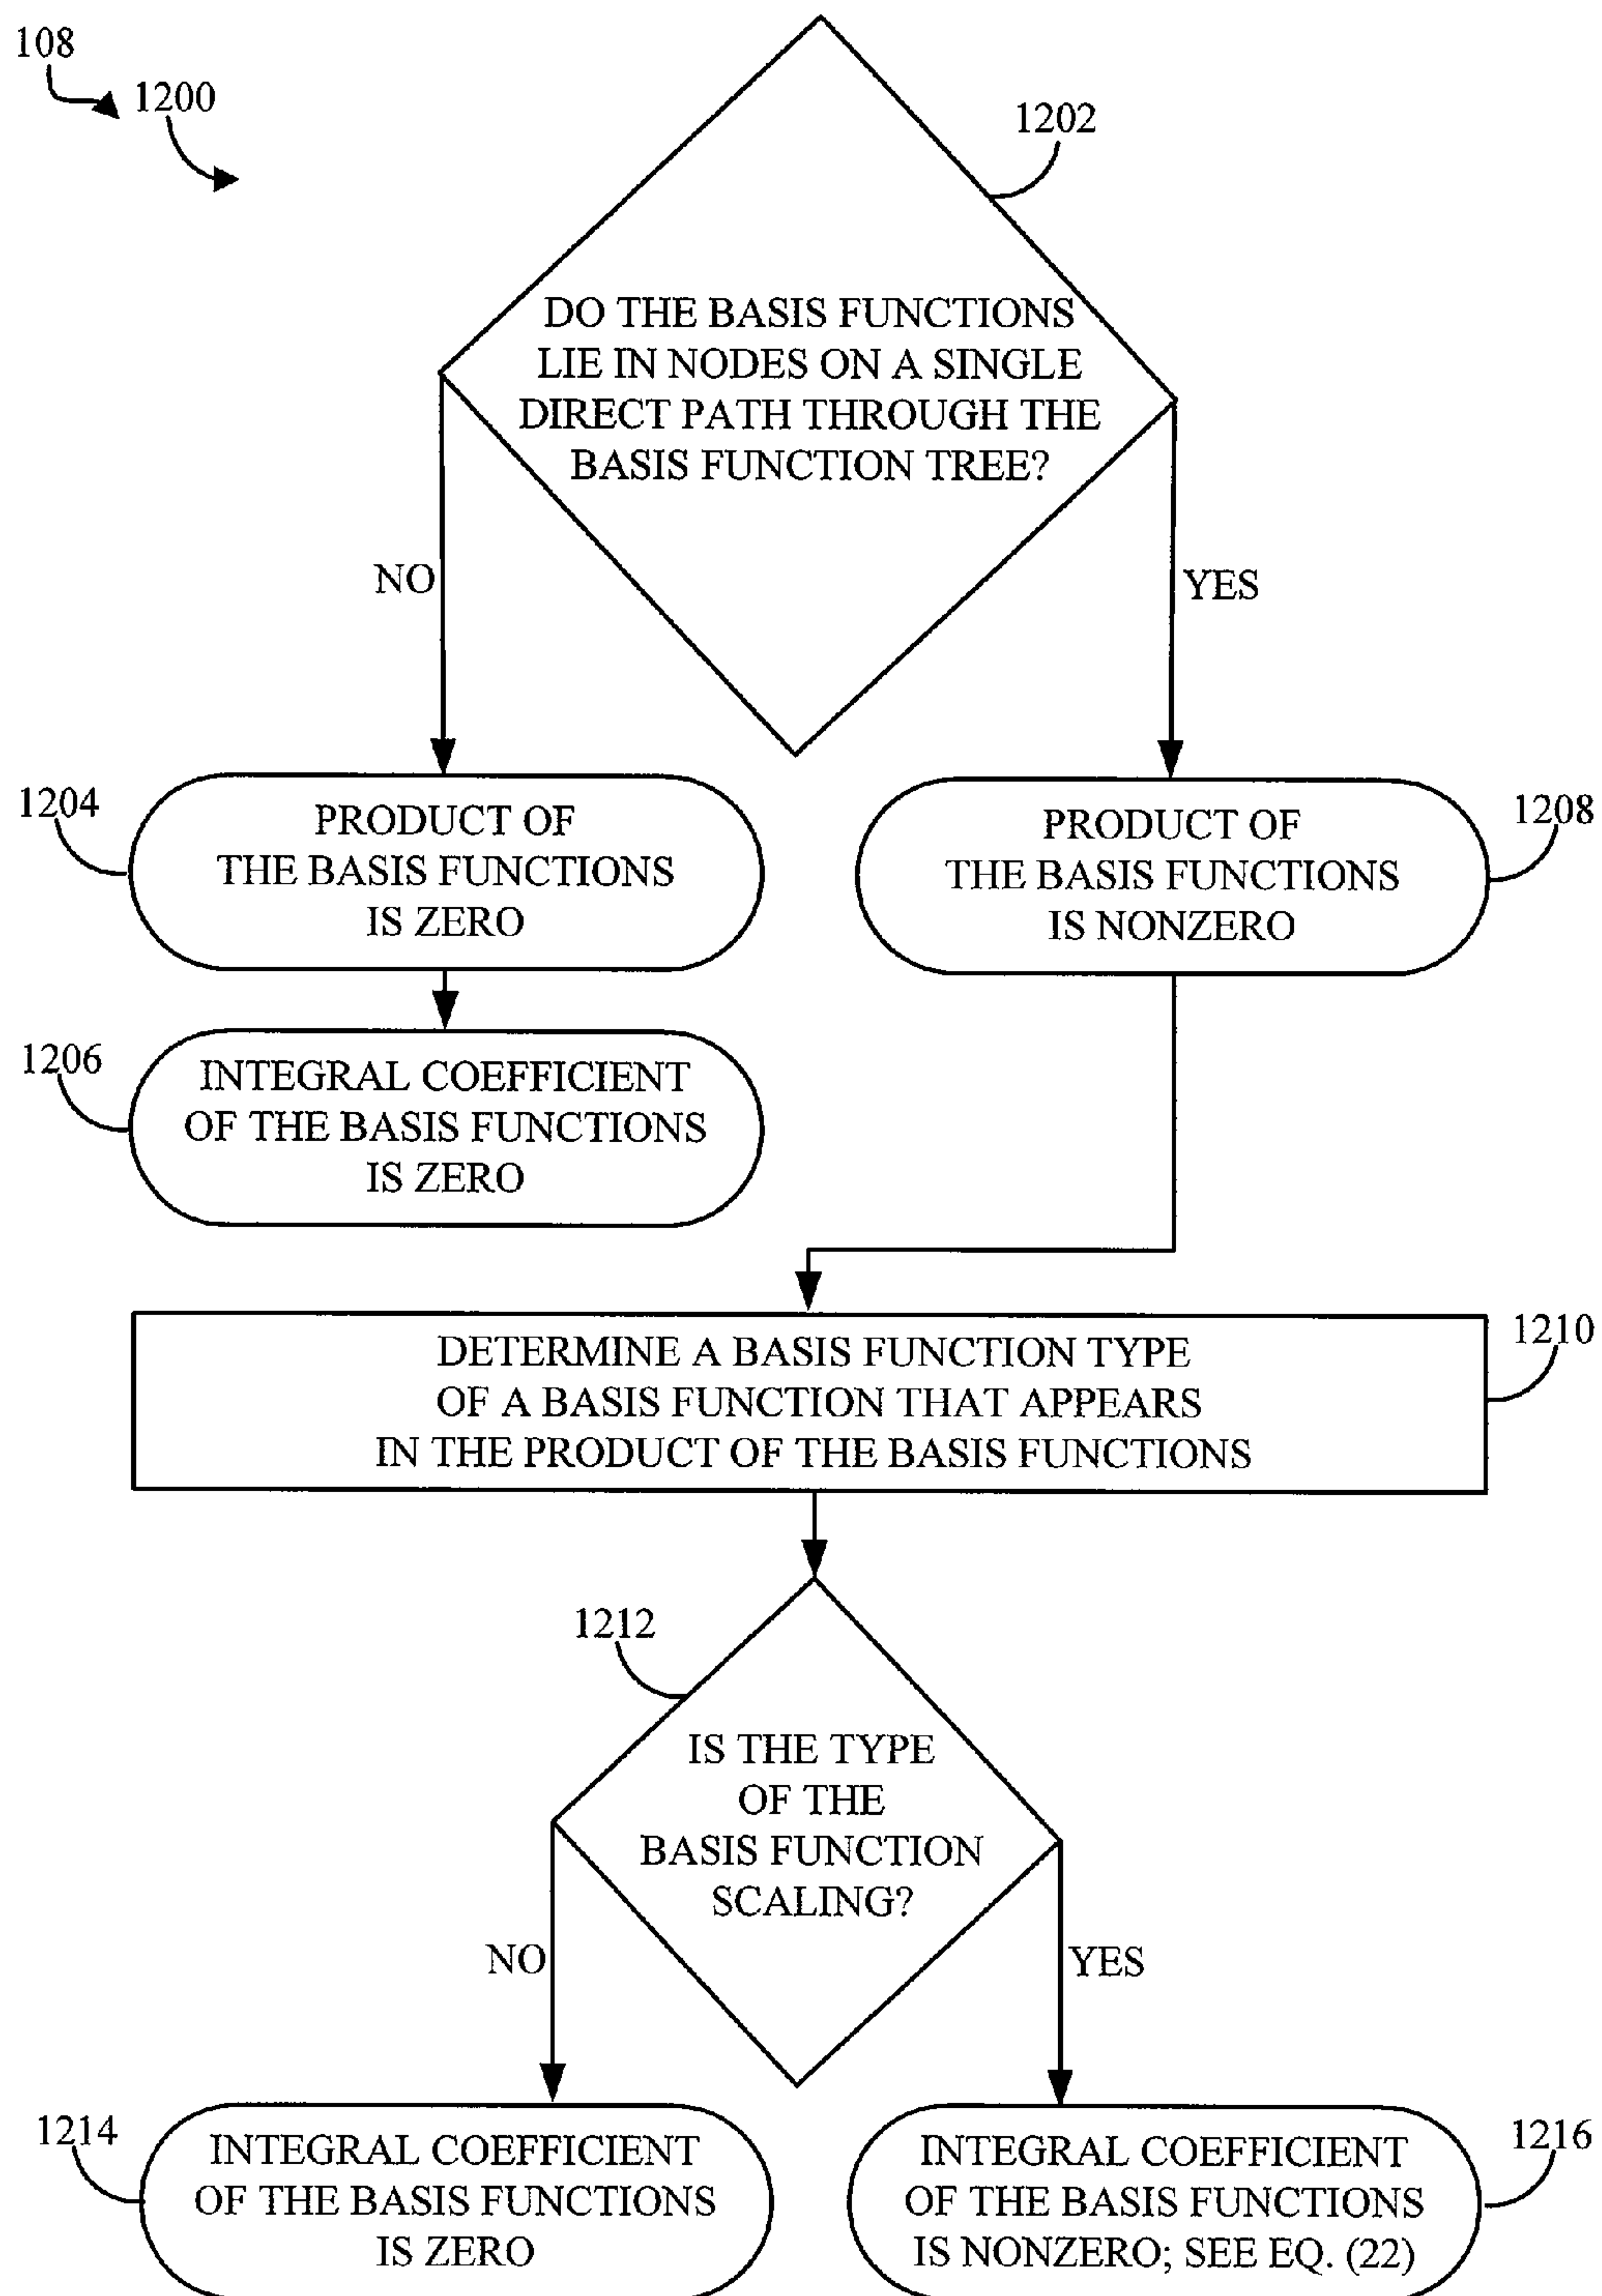 108
1200
1202
DO THE BASIS FUNCTIONS
LIE IN NODES ON A SINGLE
DIRECT PATH THROUGH THE
BASIS FUNCTION TREE?
NO
YES
1204
PRODUCT OF
THE BASIS FUNCTIONS
IS ZERO
1208
PRODUCT OF
THE BASIS FUNCTIONS
IS NONZERO
1206
INTEGRAL COEFFICIENT
OF THE BASIS FUNCTIONS
IS ZERO
1210
DETERMINE A BASIS FUNCTION TYPE
OF A BASIS FUNCTION THAT APPEARS
IN THE PRODUCT OF THE BASIS FUNCTIONS
1212
IS THE TYPE
OF THE
BASIS FUNCTION
SCALING?
NO
YES
1214
INTEGRAL COEFFICIENT
OF THE BASIS FUNCTIONS
IS ZERO
1216
INTEGRAL COEFFICIENT
OF THE BASIS FUNCTIONS
IS NONZERO; SEE EQ. (22)